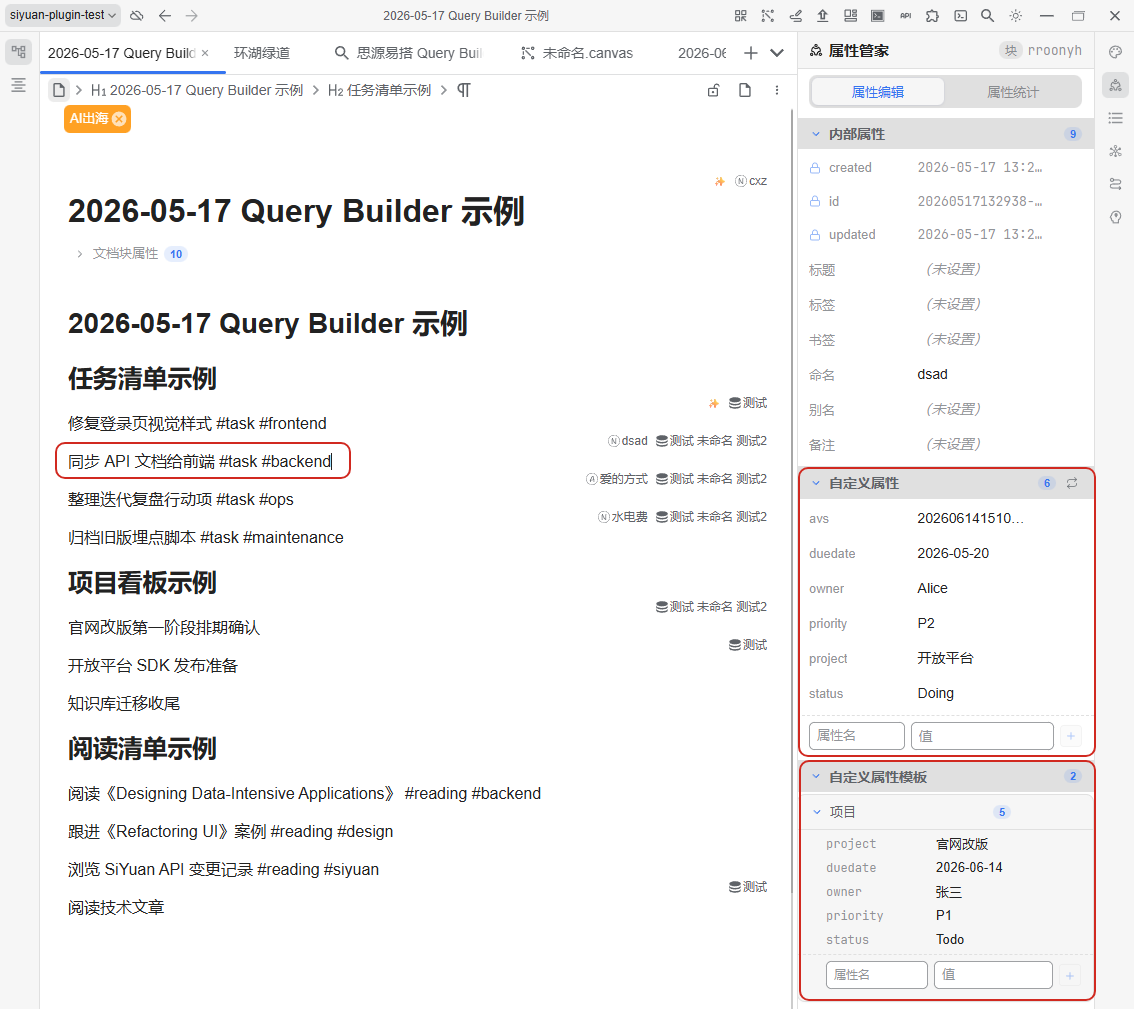 siyuan-plugin-test
2026-05-17 Query Builder 示例
API
2026-05-17 Query Build
环湖绿道
思源易搭 Query Buil
未命名.canvas
2026-06
H1 2026-05-17 Query Builder 示例
H2 任务清单示例
AI出海
N cxz
2026-05-17 Query Builder 示例
文档块属性 10
2026-05-17 Query Builder 示例
任务清单示例
测试
修复登录页视觉样式 #task #frontend
N dsad 测试 未命名 测试2
同步 API 文档给前端 #task #backend
A 爱的方式 测试 未命名 测试2
整理迭代复盘行动项 #task #ops
N 水电费 测试 未命名 测试2
归档旧版埋点脚本 #task #maintenance
项目看板示例
测试 未命名 测试2
官网改版第一阶段排期确认
测试
开放平台 SDK 发布准备
知识库迁移收尾
阅读清单示例
阅读《Designing Data-Intensive Applications》 #reading #backend
跟进《Refactoring UI》案例 #reading #design
浏览 SiYuan API 变更记录 #reading #siyuan
测试
阅读技术文章
属性管家
块 rroonyh
属性编辑
属性统计
内部属性 9
created 2026-05-17 13:2…
id 20260517132938-…
updated 2026-05-17 13:2…
标题 (未设置)
标签 (未设置)
书签 (未设置)
命名 dsad
别名 (未设置)
备注 (未设置)
自定义属性 6
avs 202606141510…
duedate 2026-05-20
owner Alice
priority P2
project 开放平台
status Doing
属性名 值 +
自定义属性模板 2
项目 5
project 官网改版
duedate 2026-06-14
owner 张三
priority P1
status Todo
属性名 值 +